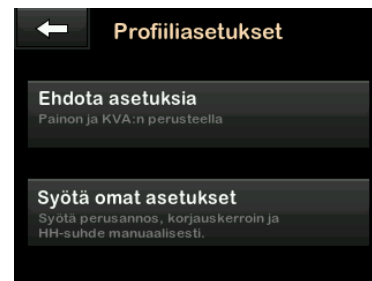 Profiiliasetukset
Ehdota asetuksia
Painon ja KVA:n perusteella
Syötä omat asetukset
Syötä perusannos, korjauskerroin ja
HH-suhde manuaalisesti.